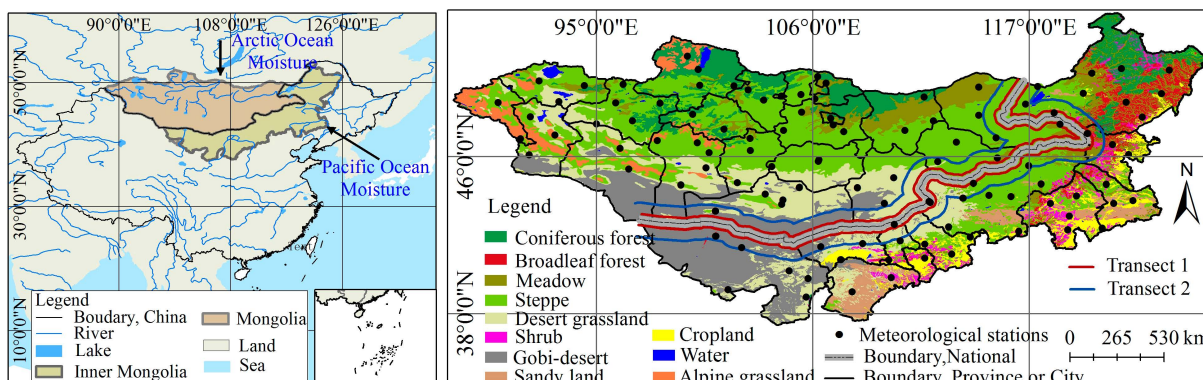 90°0'0"E
108°0'0"E
126°0'0"E
Arctic Ocean
Moisture
50°0'0"N
30°0'0"N
10°0'0"N
Pacific Ocean
Moisture
Legend
Boudary, China
River
Lake
Inner Mongolia
Mongolia
Land
Sea
95°0'0"E
106°0'0"E
117°0'0"E
46°0'0"N
38°0'0"N
N
Legend
Coniferous forest
Broadleaf forest
Meadow
Steppe
Desert grassland
Shrub
Gobi-desert
Sandy land
Cropland
Water
Alpine grassland
Transect 1
Transect 2
Meteorological stations
Boundary,National
Boundary, Province or City
0 265 530 km